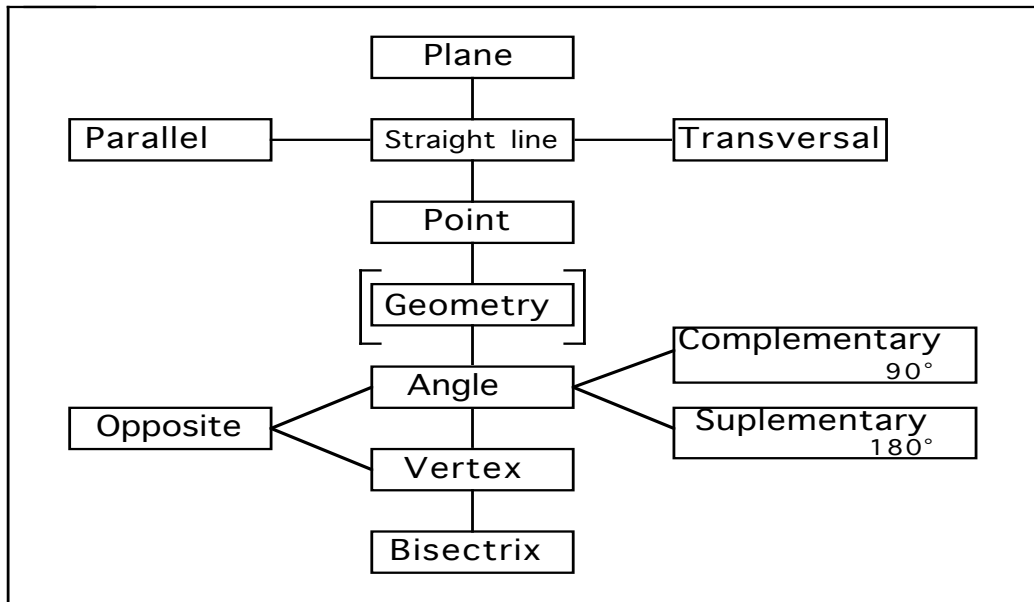 Plane
Parallel
Straight line
Transversal
Point
Geometry
Complementary
90°
Angle
Opposite
Suplementary
180°
Vertex
Bisectrix